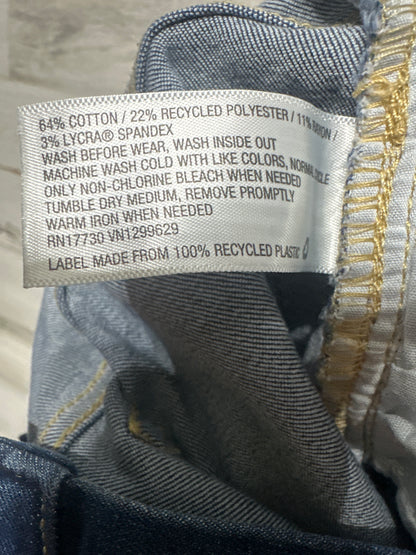 64% COTTON / 22% RECYCLED POLYESTER / 11% RAYON /
3% LYCRA® SPANDEX
WASH BEFORE WEAR, WASH INSIDE OUT
MACHINE WASH COLD WITH LIKE COLORS, NORMAL CYCLE
ONLY NON-CHLORINE BLEACH WHEN NEEDED
TUMBLE DRY MEDIUM, REMOVE PROMPTLY
WARM IRON WHEN NEEDED
RN17730 VN1299629
LABEL MADE FROM 100% RECYCLED PLASTIC